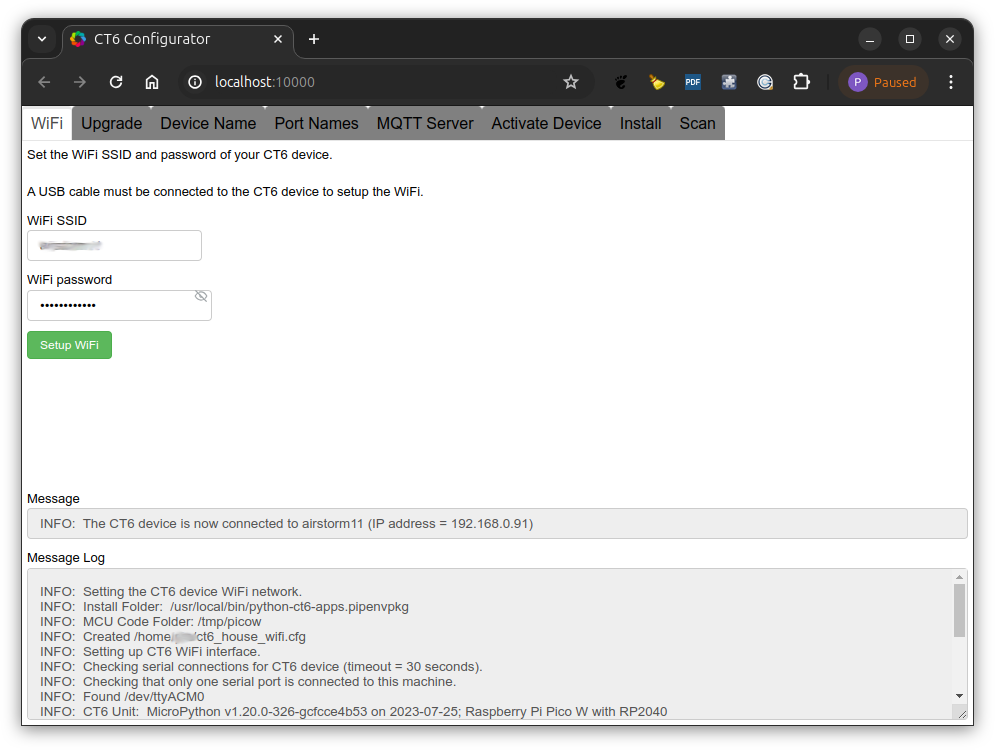 CT6 Configurator
localhost:10000
PDF
P Paused
WiFi Upgrade Device Name Port Names MQTT Server Activate Device Install Scan
Set the WiFi SSID and password of your CT6 device.
A USB cable must be connected to the CT6 device to setup the WiFi.
WiFi SSID
WiFi password
••••••••••••
Setup WiFi
Message
INFO: The CT6 device is now connected to airstorm11 (IP address = 192.168.0.91)
Message Log
INFO: Setting the CT6 device WiFi network.
INFO: Install Folder: /usr/local/bin/python-ct6-apps.pipenvpkg
INFO: MCU Code Folder: /tmp/picow
INFO: Created /home/ /ct6_house_wifi.cfg
INFO: Setting up CT6 WiFi interface.
INFO: Checking serial connections for CT6 device (timeout = 30 seconds).
INFO: Checking that only one serial port is connected to this machine.
INFO: Found /dev/ttyACM0
INFO: CT6 Unit: MicroPython v1.20.0-326-gcfcce4b53 on 2023-07-25; Raspberry Pi Pico W with RP2040